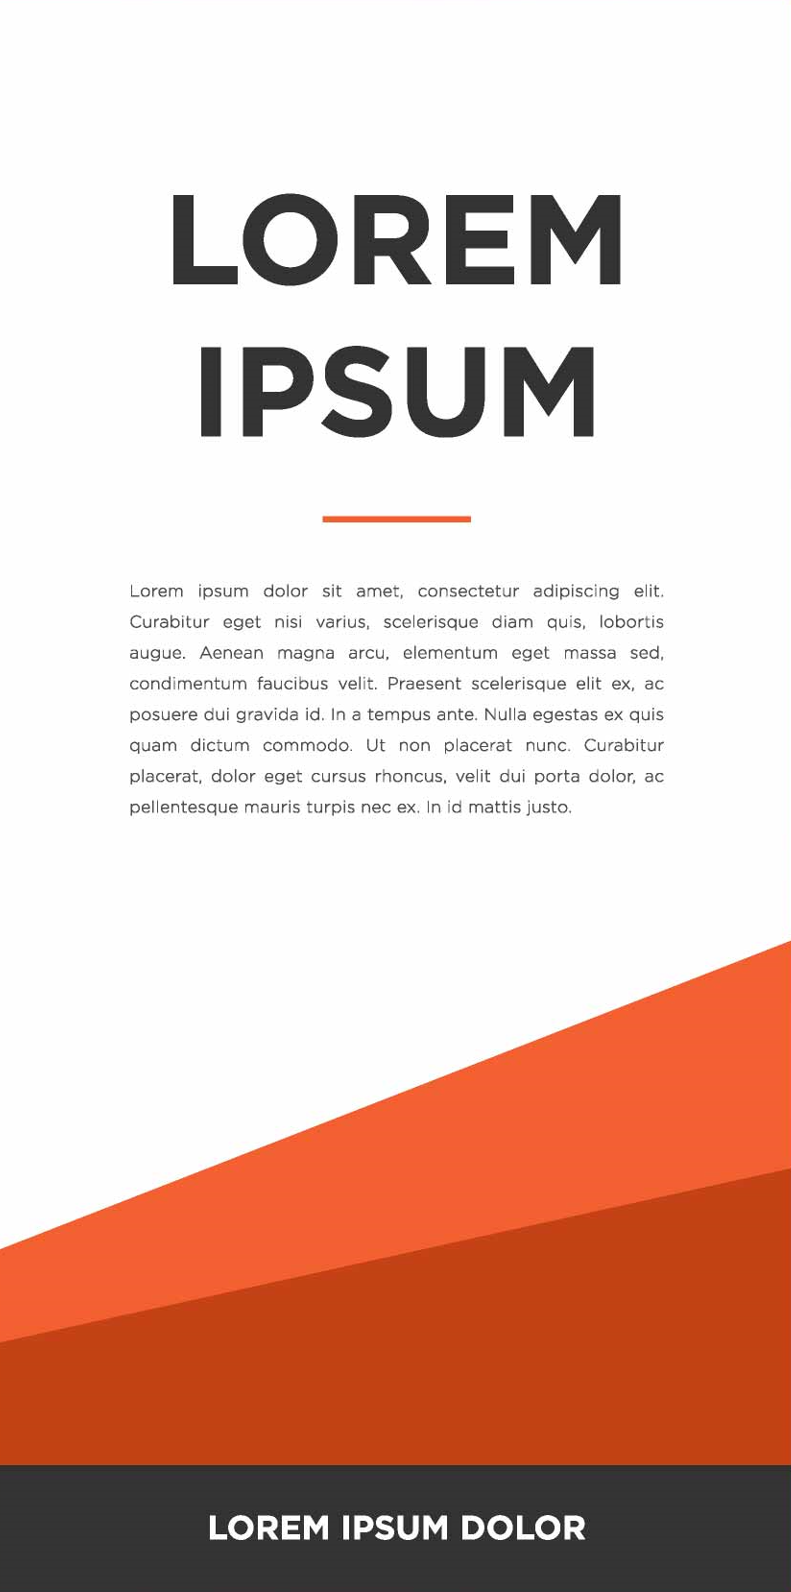 LOREM
IPSUM
Lorem ipsum dolor sit amet, consectetur adipiscing elit.
Curabitur eget nisi varius, scelerisque diam quis, lobortis
augue. Aenean magna arcu, elementum eget massa sed,
condimentum faucibus velit. Praesent scelerisque elit ex, ac
posuere dui gravida id. In a tempus ante. Nulla egestas ex quis
quam dictum commodo. Ut non placerat nunc. Curabitur
placerat, dolor eget cursus rhoncus, velit dui porta dolor, ac
pellentesque mauris turpis nec ex. In id mattis justo.
LOREM IPSUM DOLOR